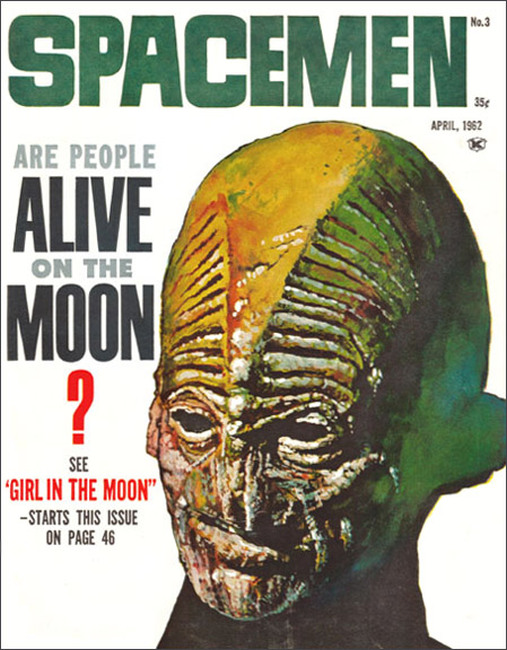 SPACEMEN
No.3
35¢
APRIL, 1962
K
ARE PEOPLE
ALIVE
ON THE
MOON
?
SEE
'GIRL IN THE MOON"
–STARTS THIS ISSUE
ON PAGE 46